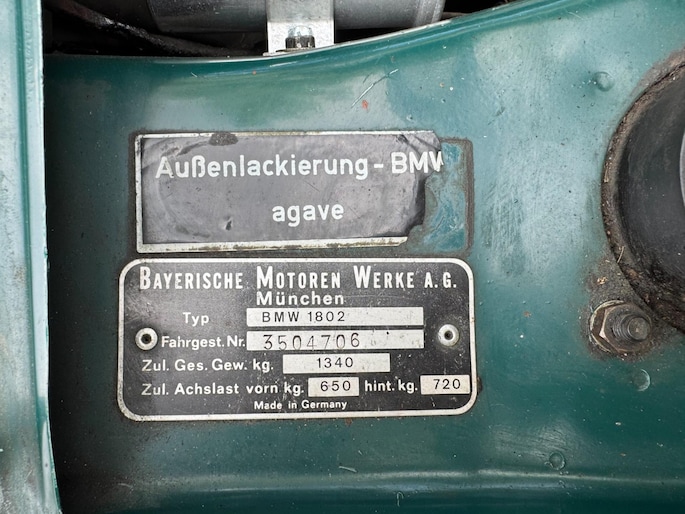 Außenlackierung - BMW
agave
BAYERISCHE MOTOREN WERKE A.G.
München
Typ BMW 1802
Fahrgest. Nr. 3504706
Zul. Ges. Gew. kg. 1340
Zul. Achslast vorn kg. 650 hint. kg. 720
Made in Germany